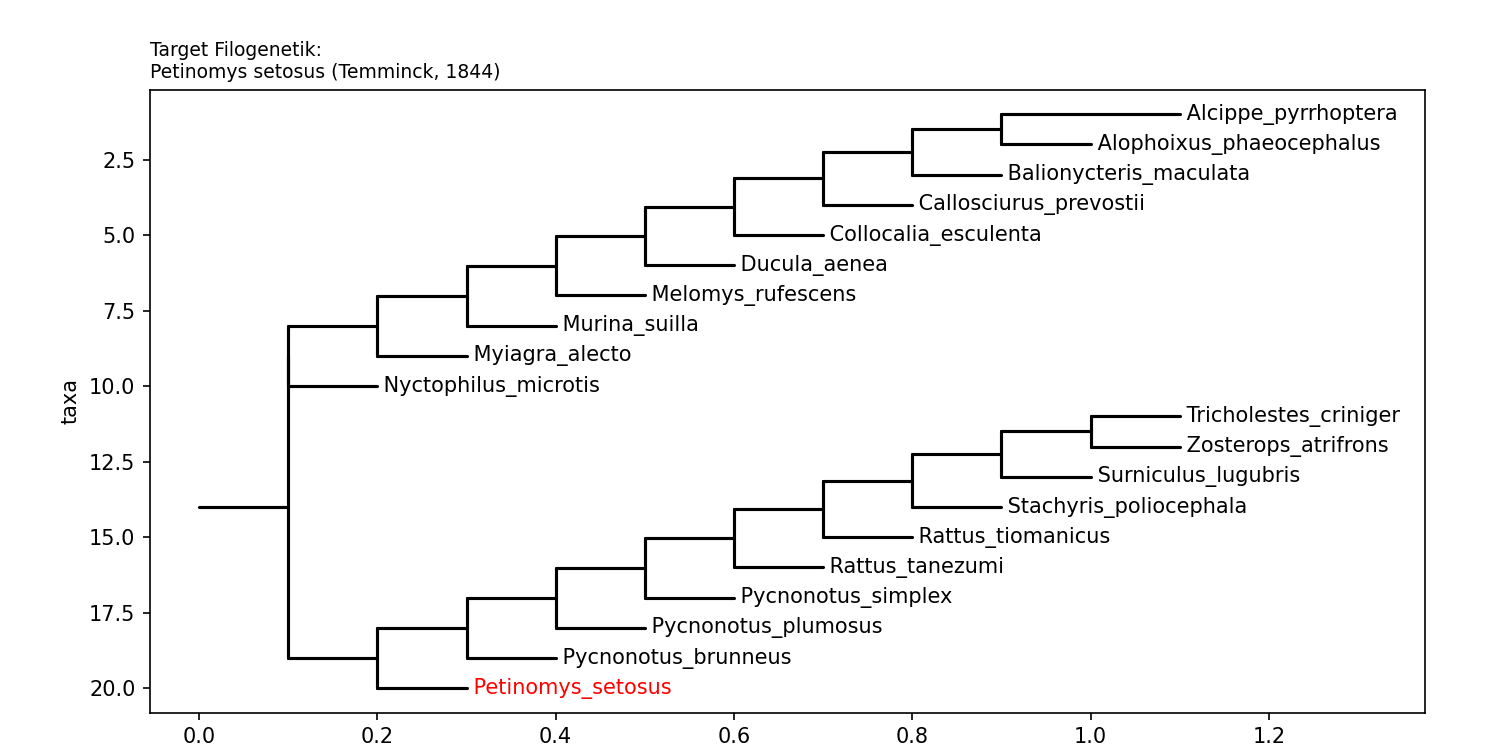 Target Filogenetik:
Petinomys setosus (Temminck, 1844)
Alcippe_pyrrhoptera
Alophoixus_phaeocephalus
2.5
Balionycteris_maculata
Callosciurus_prevostii
5.0
Collocalia_esculenta
Ducula_aenea
Melomys_rufescens
7.5
Murina_suilla
Myiagra_alecto
10.0
Nyctophilus_microtis
taxa
Tricholestes_criniger
Zosterops_atrifrons
12.5
Surniculus_lugubris
Stachyris_poliocephala
15.0
Rattus_tiomanicus
Rattus_tanezumi
Pycnonotus_simplex
17.5
Pycnonotus_plumosus
Pycnonotus_brunneus
20.0
Petinomys_setosus
0.0 0.2 0.4 0.6 0.8 1.0 1.2